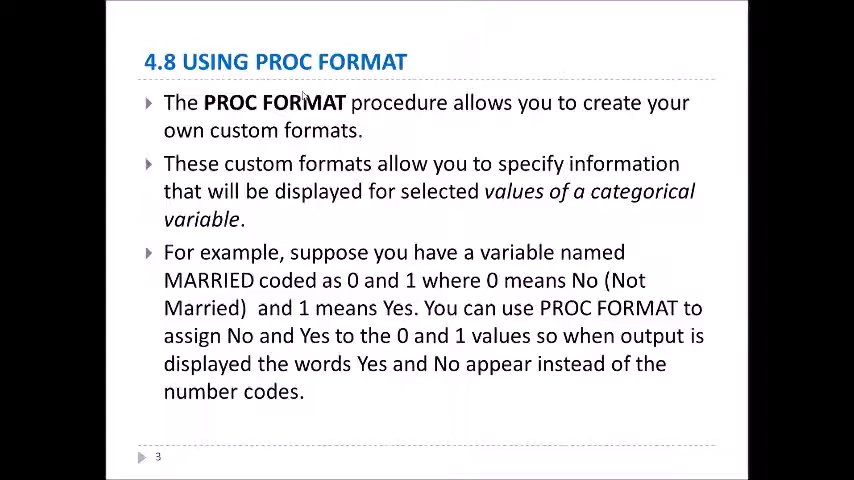 4.8 USING PROC FORMAT
The PROC FORMAT procedure allows you to create your
own custom formats.
These custom formats allow you to specify information
that will be displayed for selected values of a categorical
variable.
For example, suppose you have a variable named
MARRIED coded as 0 and 1 where 0 means No (Not
Married) and 1 means Yes. You can use PROC FORMAT to
assign No and Yes to the 0 and 1 values so when output is
displayed the words Yes and No appear instead of the
number codes.
3